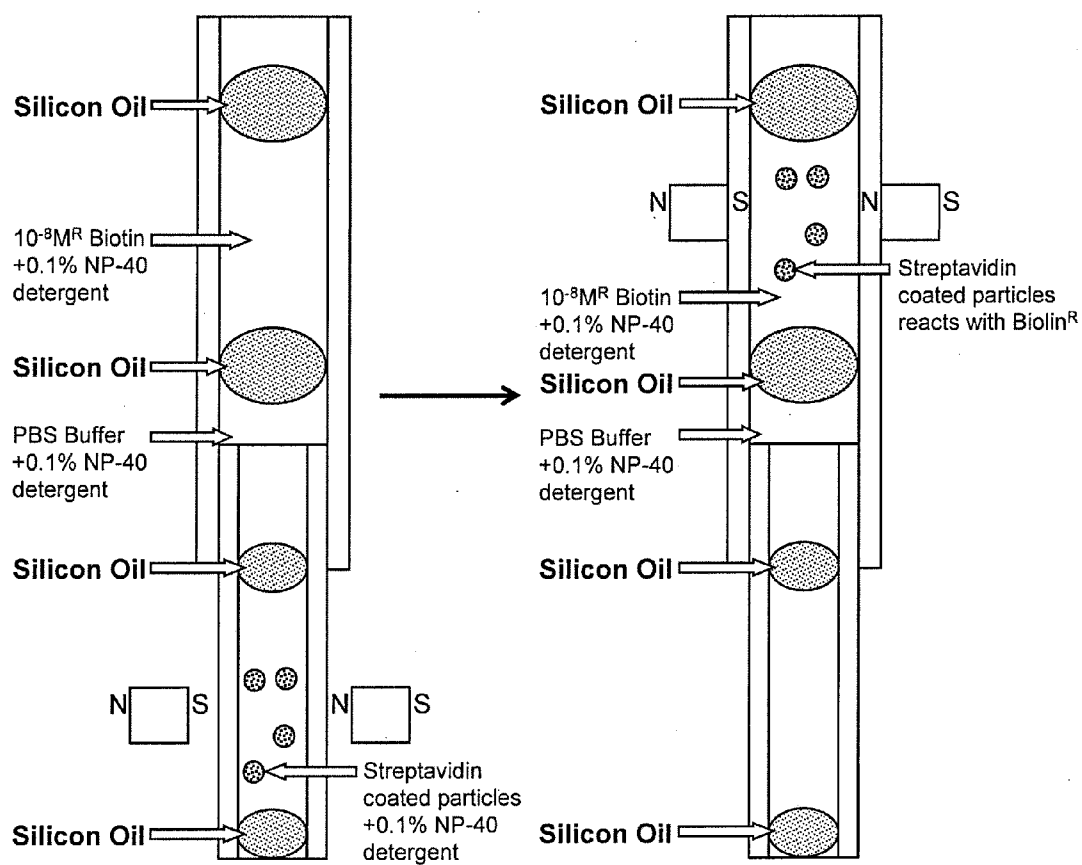 Silicon Oil
10⁻⁸Mᴿ Biotin
+0.1% NP-40
detergent
Silicon Oil
PBS Buffer
+0.1% NP-40
detergent
Silicon Oil
N S N S
Streptavidin
coated particles
+0.1% NP-40
detergent
Silicon Oil
Silicon Oil
N S N S
Streptavidin
coated particles
reacts with Biolinᴿ
10⁻⁸Mᴿ Biotin
+0.1% NP-40
detergent
Silicon Oil
PBS Buffer
+0.1% NP-40
detergent
Silicon Oil
Silicon Oil